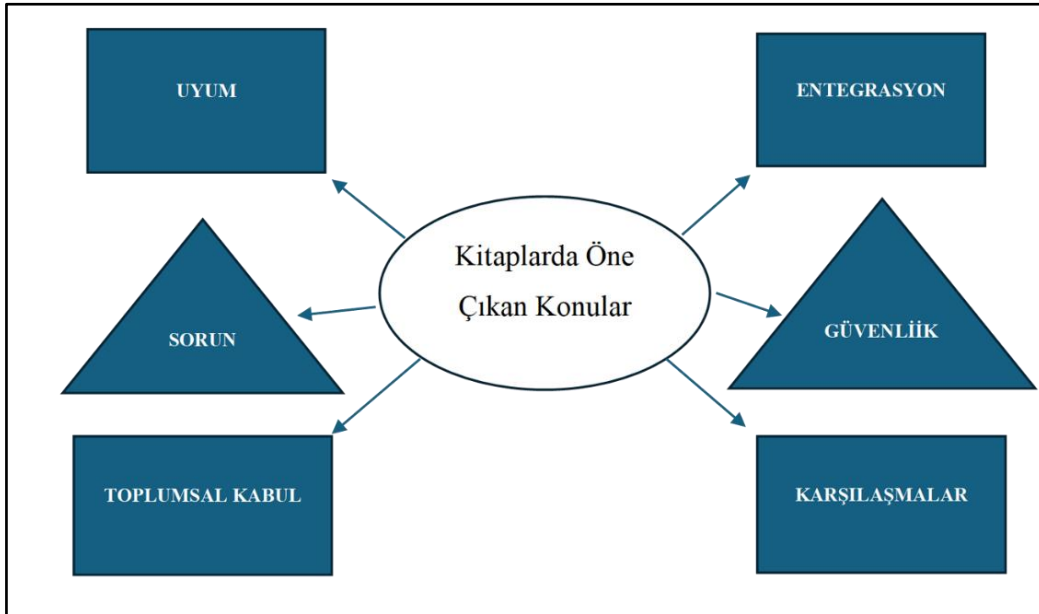 UYUM
ENTEGRASYON
Kitaplarda Öne
Çıkan Konular
SORUN
GÜVENLİİK
TOPLUMSAL KABUL
KARŞILAŞMALAR